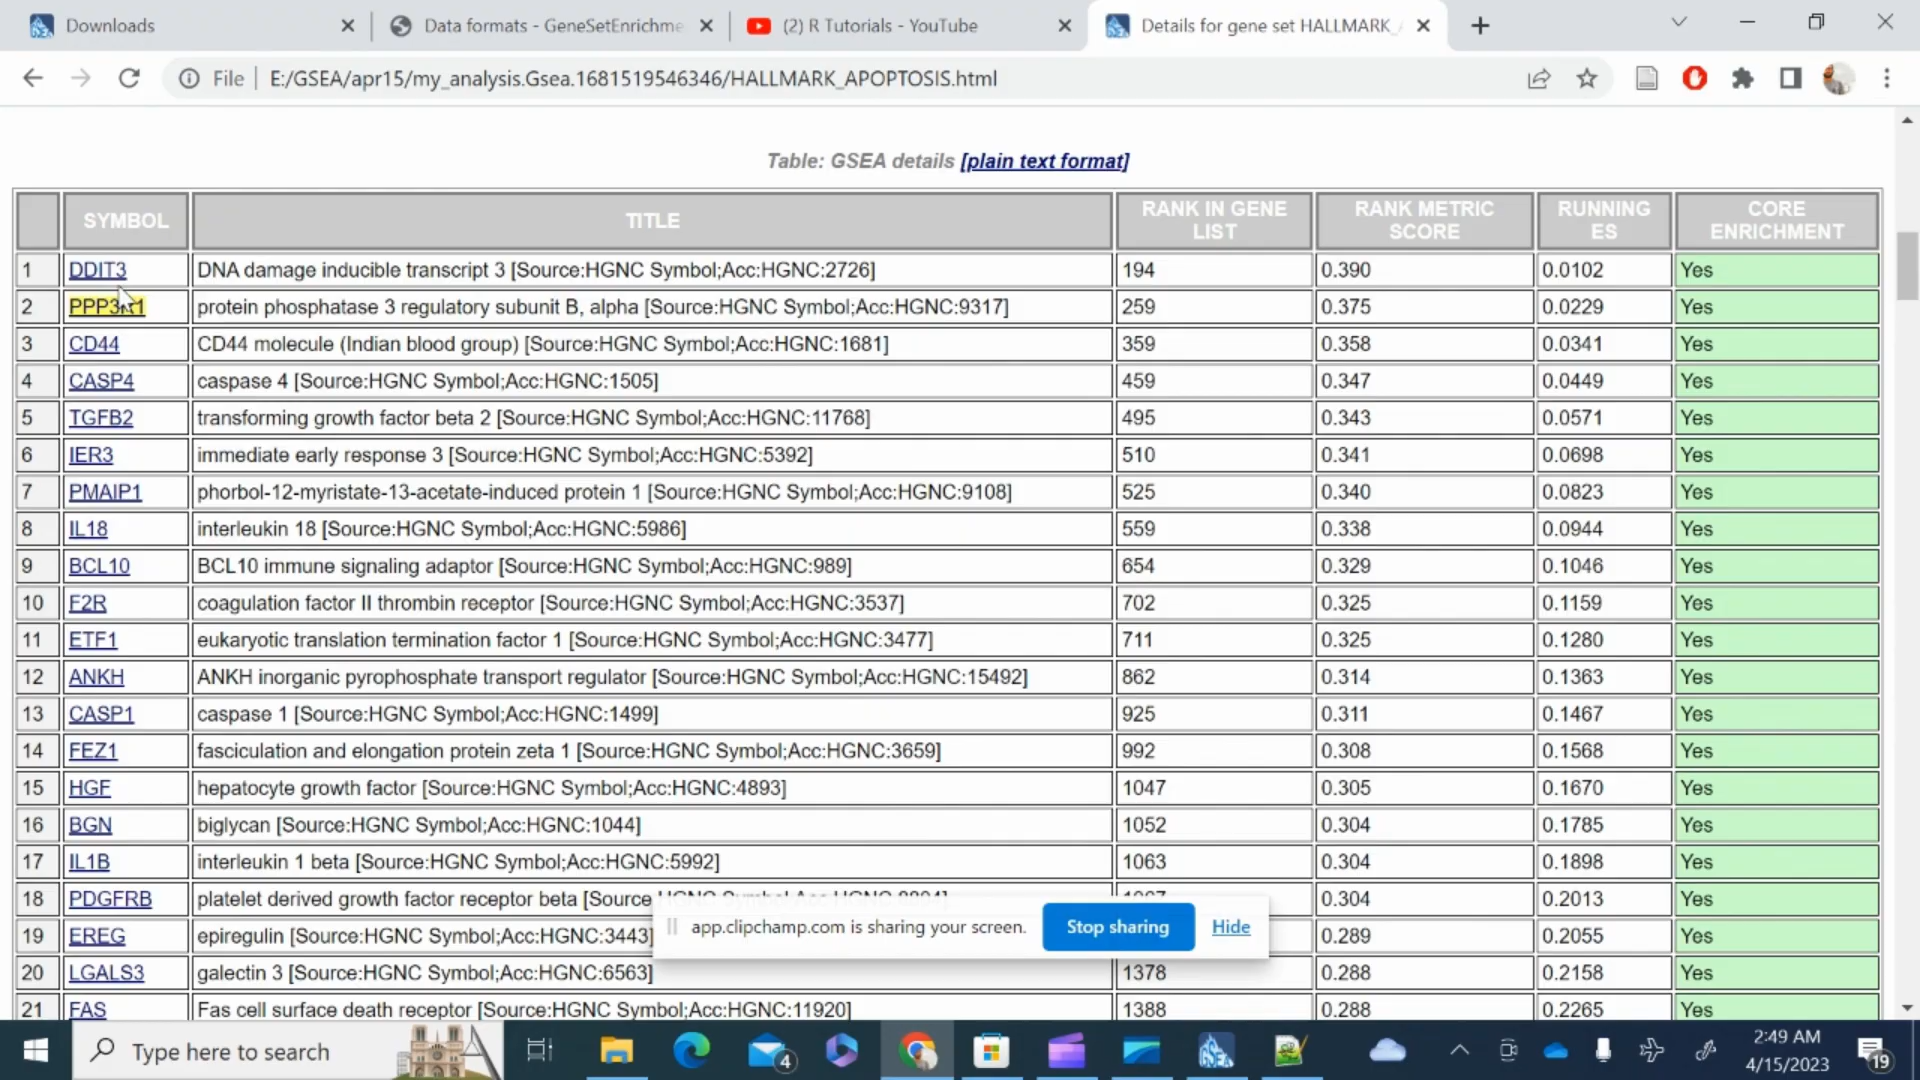 Downloads
Data formats - GeneSetEnrichme
(2) R Tutorials - YouTube
Details for gene set HALLMARK_
File
E:/GSEA/apr15/my_analysis.Gsea.1681519546346/HALLMARK_APOPTOSIS.html
Table: GSEA details [plain text format]
SYMBOL TITLE RANK IN GENE LIST RANK METRIC SCORE RUNNING ES CORE ENRICHMENT
1 DDIT3 DNA damage inducible transcript 3 [Source:HGNC Symbol;Acc:HGNC:2726] 194 0.390 0.0102 Yes
2 protein phosphatase 3 regulatory subunit B, alpha [Source:HGNC Symbol;Acc:HGNC:9317] 259 0.375 0.0229 Yes
3 CD44 CD44 molecule (Indian blood group) [Source:HGNC Symbol;Acc:HGNC:1681] 359 0.358 0.0341 Yes
4 CASP4 caspase 4 [Source:HGNC Symbol;Acc:HGNC:1505] 459 0.347 0.0449 Yes
5 TGFB2 transforming growth factor beta 2 [Source:HGNC Symbol;Acc:HGNC:11768] 495 0.343 0.0571 Yes
6 IER3 immediate early response 3 [Source:HGNC Symbol;Acc:HGNC:5392] 510 0.341 0.0698 Yes
7 PMAIP1 phorbol-12-myristate-13-acetate-induced protein 1 [Source:HGNC Symbol;Acc:HGNC:9108] 525 0.340 0.0823 Yes
8 IL18 interleukin 18 [Source:HGNC Symbol;Acc:HGNC:5986] 559 0.338 0.0944 Yes
9 BCL10 BCL10 immune signaling adaptor [Source:HGNC Symbol;Acc:HGNC:989] 654 0.329 0.1046 Yes
10 F2R coagulation factor II thrombin receptor [Source:HGNC Symbol;Acc:HGNC:3537] 702 0.325 0.1159 Yes
11 ETF1 eukaryotic translation termination factor 1 [Source:HGNC Symbol;Acc:HGNC:3477] 711 0.325 0.1280 Yes
12 ANKH ANKH inorganic pyrophosphate transport regulator [Source:HGNC Symbol;Acc:HGNC:15492] 862 0.314 0.1363 Yes
13 CASP1 caspase 1 [Source:HGNC Symbol;Acc:HGNC:1499] 925 0.311 0.1467 Yes
14 FEZ1 fasciculation and elongation protein zeta 1 [Source:HGNC Symbol;Acc:HGNC:3659] 992 0.308 0.1568 Yes
15 HGF hepatocyte growth factor [Source:HGNC Symbol;Acc:HGNC:4893] 1047 0.305 0.1670 Yes
16 BGN biglycan [Source:HGNC Symbol;Acc:HGNC:1044] 1052 0.304 0.1785 Yes
17 IL1B interleukin 1 beta [Source:HGNC Symbol;Acc:HGNC:5992] 1063 0.304 0.1898 Yes
18 PDGFRB platelet derived growth factor receptor beta [Source 0.304 0.2013 Yes
19 EREG epiregulin [Source:HGNC Symbol;Acc:HGNC:3443] 0.289 0.2055 Yes
20 LGALS3 galectin 3 [Source:HGNC Symbol;Acc:HGNC:6563] 1378 0.288 0.2158 Yes
21 FAS Fas cell surface death receptor [Source:HGNC Symbol;Acc:HGNC:11920] 1388 0.288 0.2265 Yes
app.clipchamp.com is sharing your screen. Stop sharing Hide
Type here to search
4
GSEA
2:49 AM
4/15/2023
19